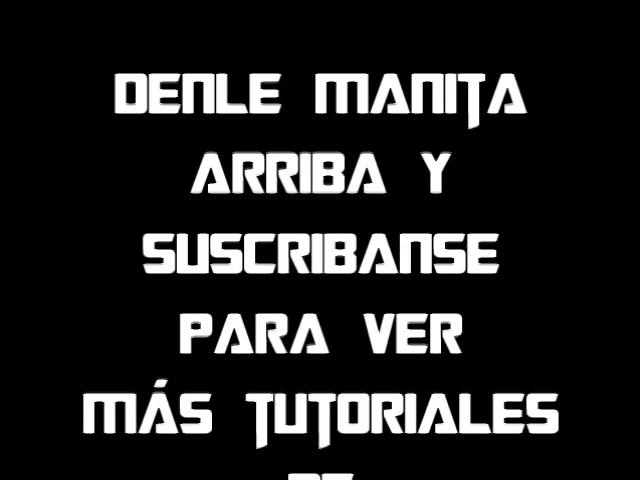 DENLE MANITA
ARRIBA Y
SUSCRIBANSE
PARA VER
MÁS TUTORIALES